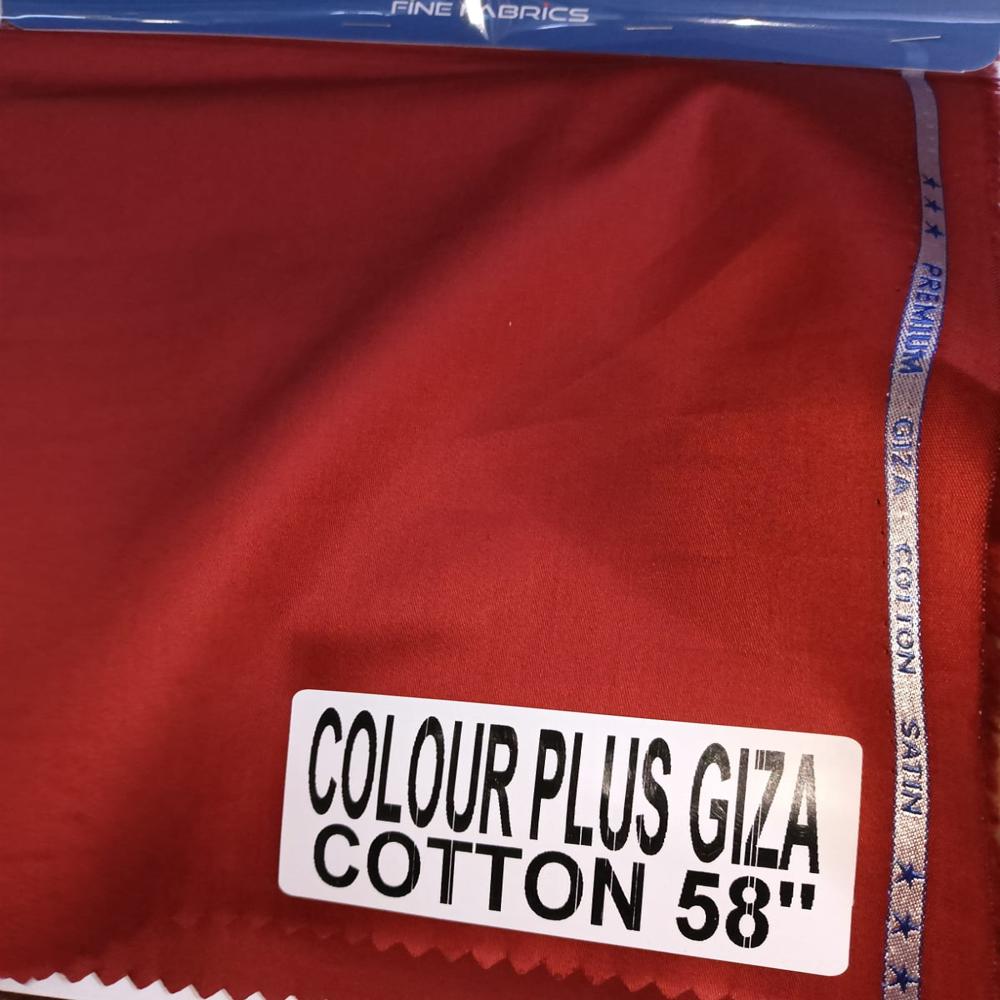 FINE FABRICS
★★★ PREMIUM GIZA COTTON SATIN ★★★
COLOUR PLUS GIZA
COTTON 58"